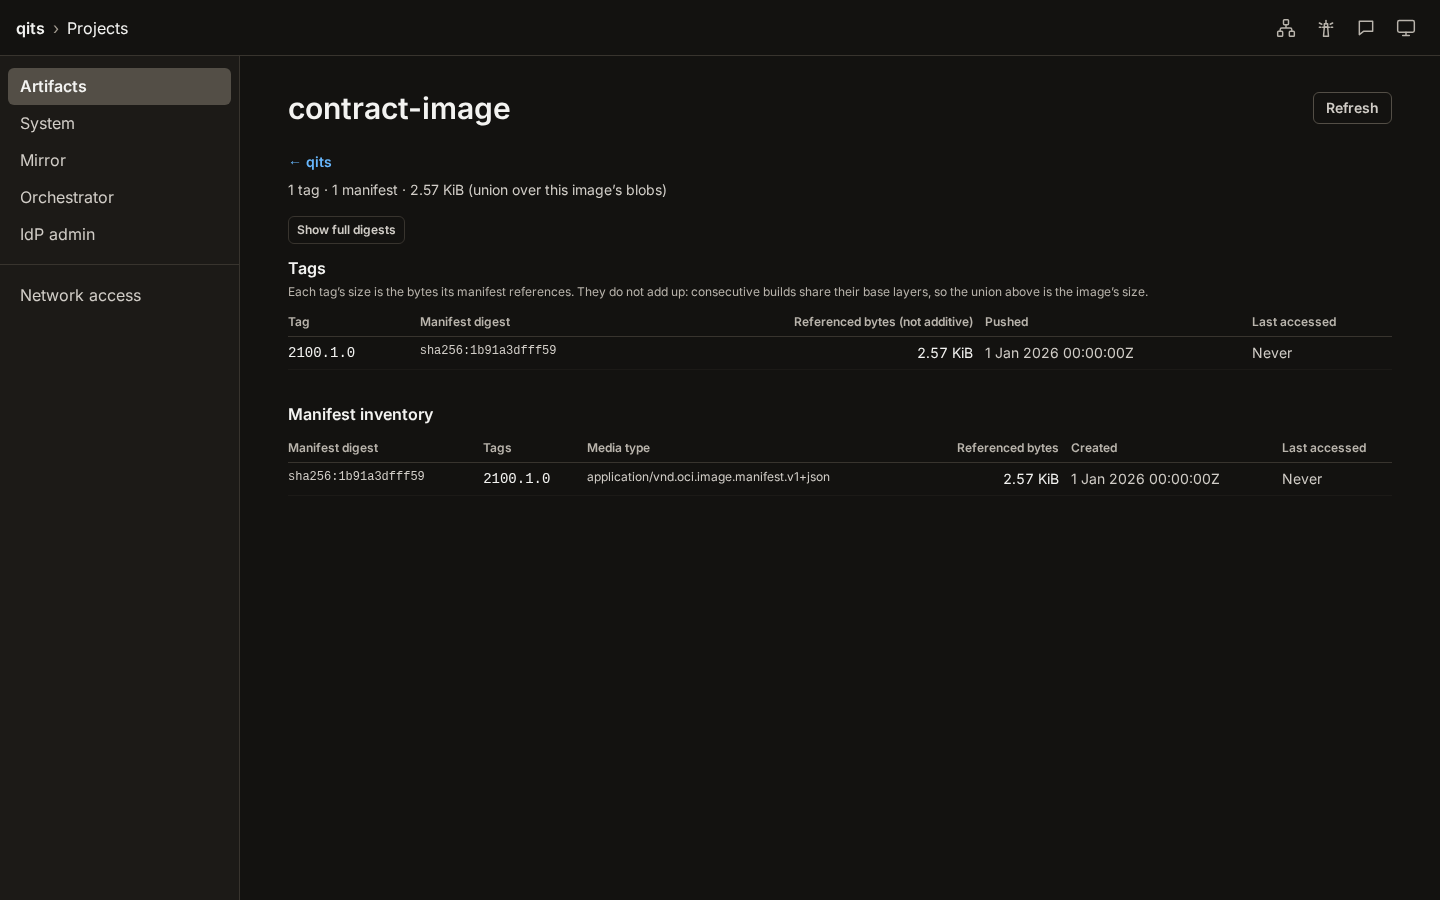 qits › Projects
Artifacts
System
Mirror
Orchestrator
IdP admin
Network access
contract-image
Refresh
← qits
1 tag · 1 manifest · 2.57 KiB (union over this image’s blobs)
Show full digests
Tags
Each tag’s size is the bytes its manifest references. They do not add up: consecutive builds share their base layers, so the union above is the image’s size.
Tag Manifest digest Referenced bytes (not additive) Pushed Last accessed
2100.1.0 sha256:1b91a3dfff59 2.57 KiB 1 Jan 2026 00:00:00Z Never
Manifest inventory
Manifest digest Tags Media type Referenced bytes Created Last accessed
sha256:1b91a3dfff59 2100.1.0 application/vnd.oci.image.manifest.v1+json 2.57 KiB 1 Jan 2026 00:00:00Z Never